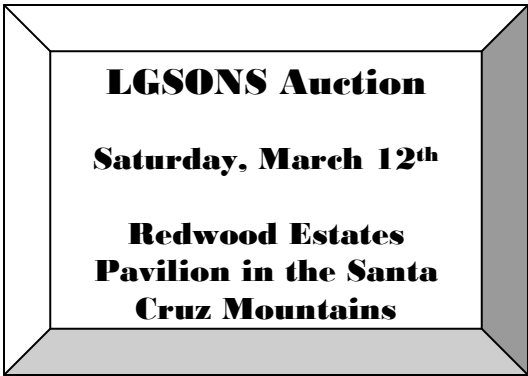 LGSONS Auction
Saturday, March 12th
Redwood Estates
Pavilion in the Santa
Cruz Mountains